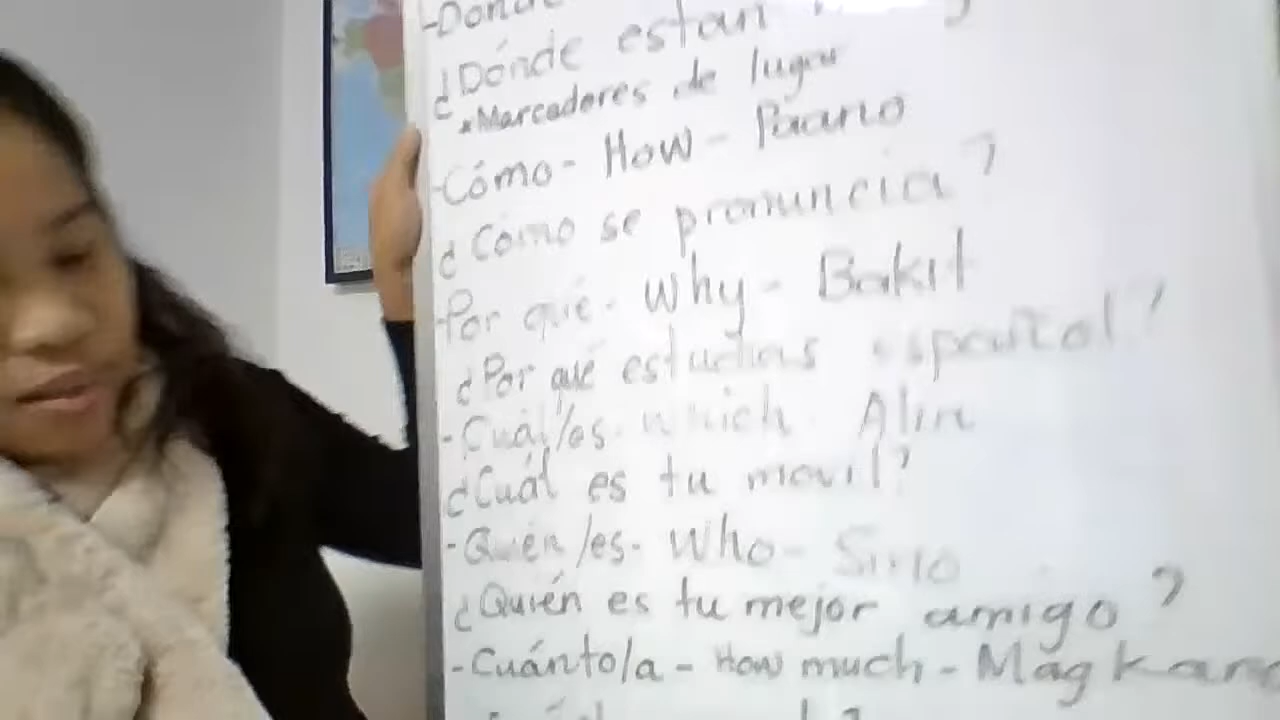 -Donde
¿Dónde estan
*Marcadores de lugar
-Cómo - How - Paano
¿Cómo se pronuncia?
-Por qué - Why - Bakit
¿Por qué estudias español?
-Cuál/es - which - Alin
¿Cuál es tu movil?
-Quién/es - Who - Sino
¿Quién es tu mejor amigo?
-Cuánto/a - How much - Magkano